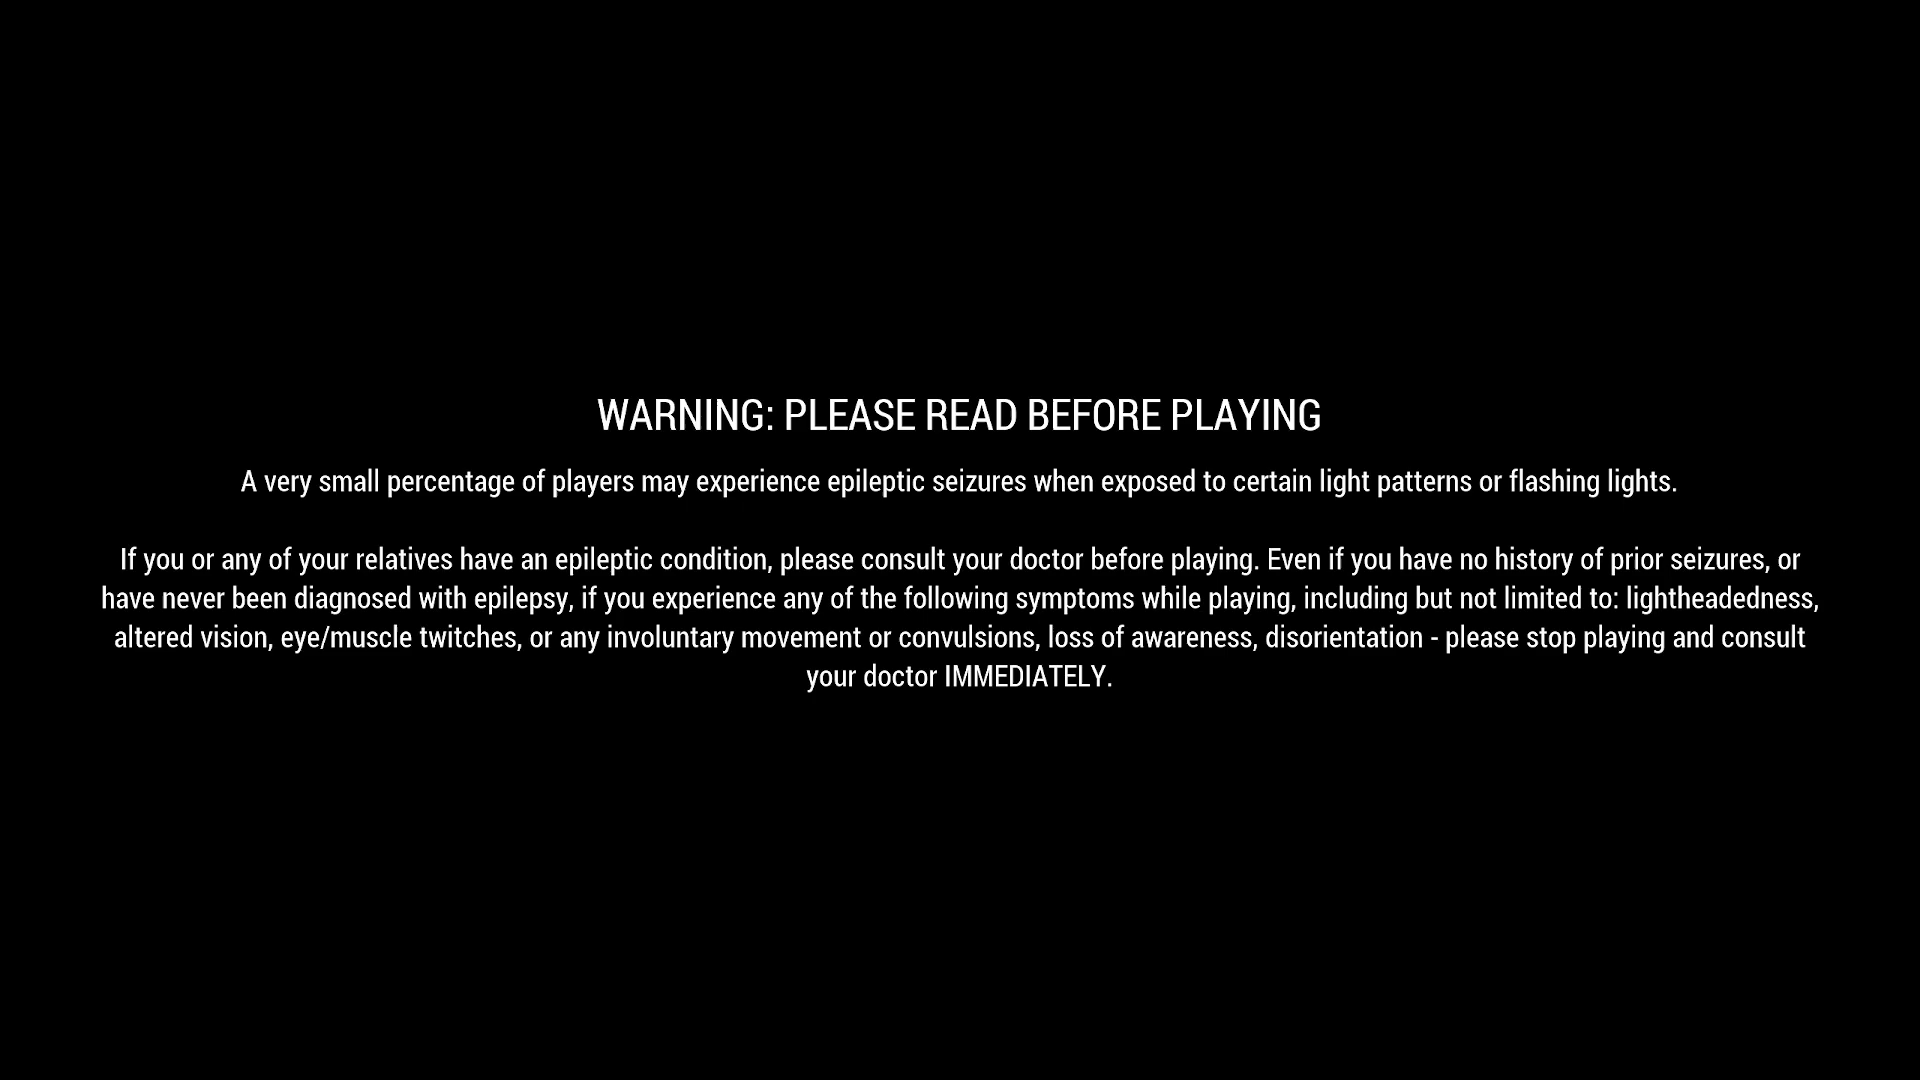 WARNING: PLEASE READ BEFORE PLAYING
A very small percentage of players may experience epileptic seizures when exposed to certain light patterns or flashing lights.
If you or any of your relatives have an epileptic condition, please consult your doctor before playing. Even if you have no history of prior seizures, or
have never been diagnosed with epilepsy, if you experience any of the following symptoms while playing, including but not limited to: lightheadedness,
altered vision, eye/muscle twitches, or any involuntary movement or convulsions, loss of awareness, disorientation - please stop playing and consult
your doctor IMMEDIATELY.